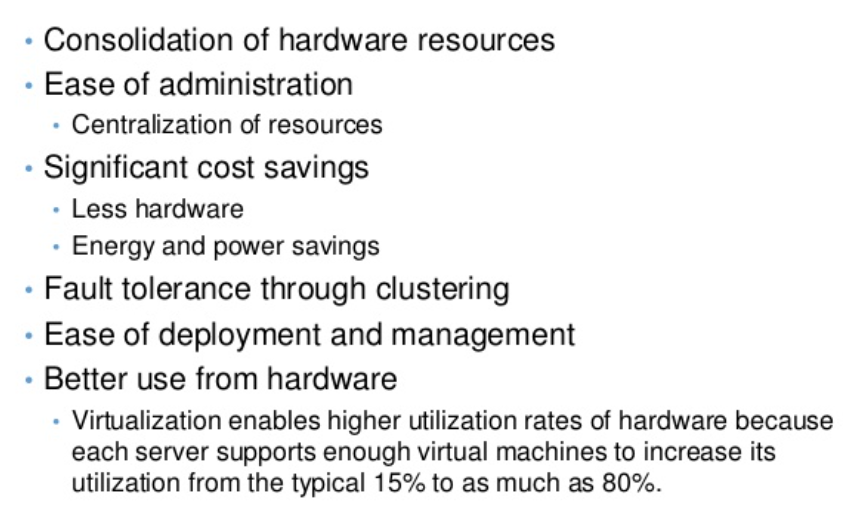 • Consolidation of hardware resources
• Ease of administration
• Centralization of resources
• Significant cost savings
• Less hardware
• Energy and power savings
• Fault tolerance through clustering
• Ease of deployment and management
• Better use from hardware
• Virtualization enables higher utilization rates of hardware because
each server supports enough virtual machines to increase its
utilization from the typical 15% to as much as 80%.